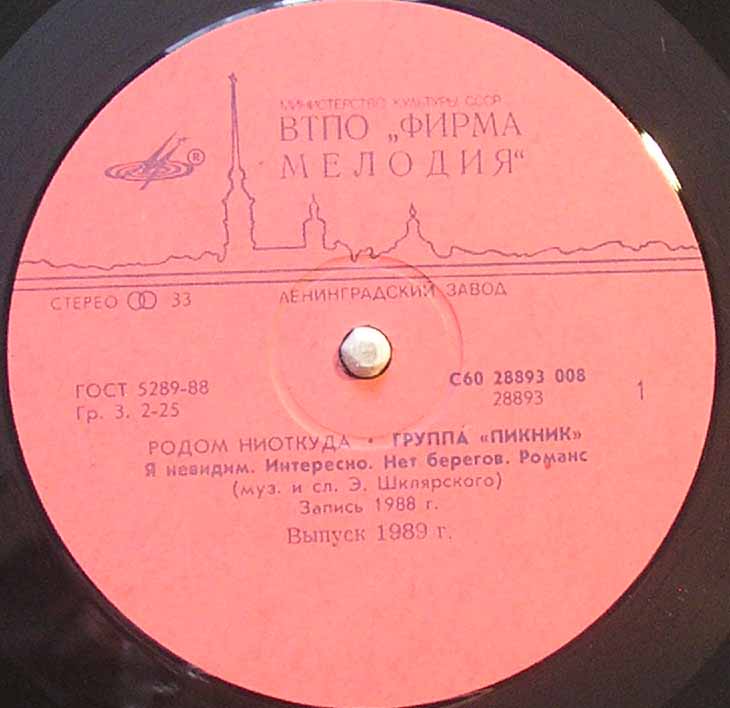 МИНИСТЕРСТВО КУЛЬТУРЫ СССР
ВТПО „ФИРМА
МЕЛОДИЯ“
®
СТЕРЕО 33
ЛЕНИНГРАДСКИЙ ЗАВОД
ГОСТ 5289-88
Гр. 3. 2-25
С60 28893 008
28893
1
РОДОМ НИОТКУДА • ГРУППА «ПИКНИК»
Я невидим. Интересно. Нет берегов. Романс
(муз. и сл. Э. Шклярского)
Запись 1988 г.
Выпуск 1989 г.